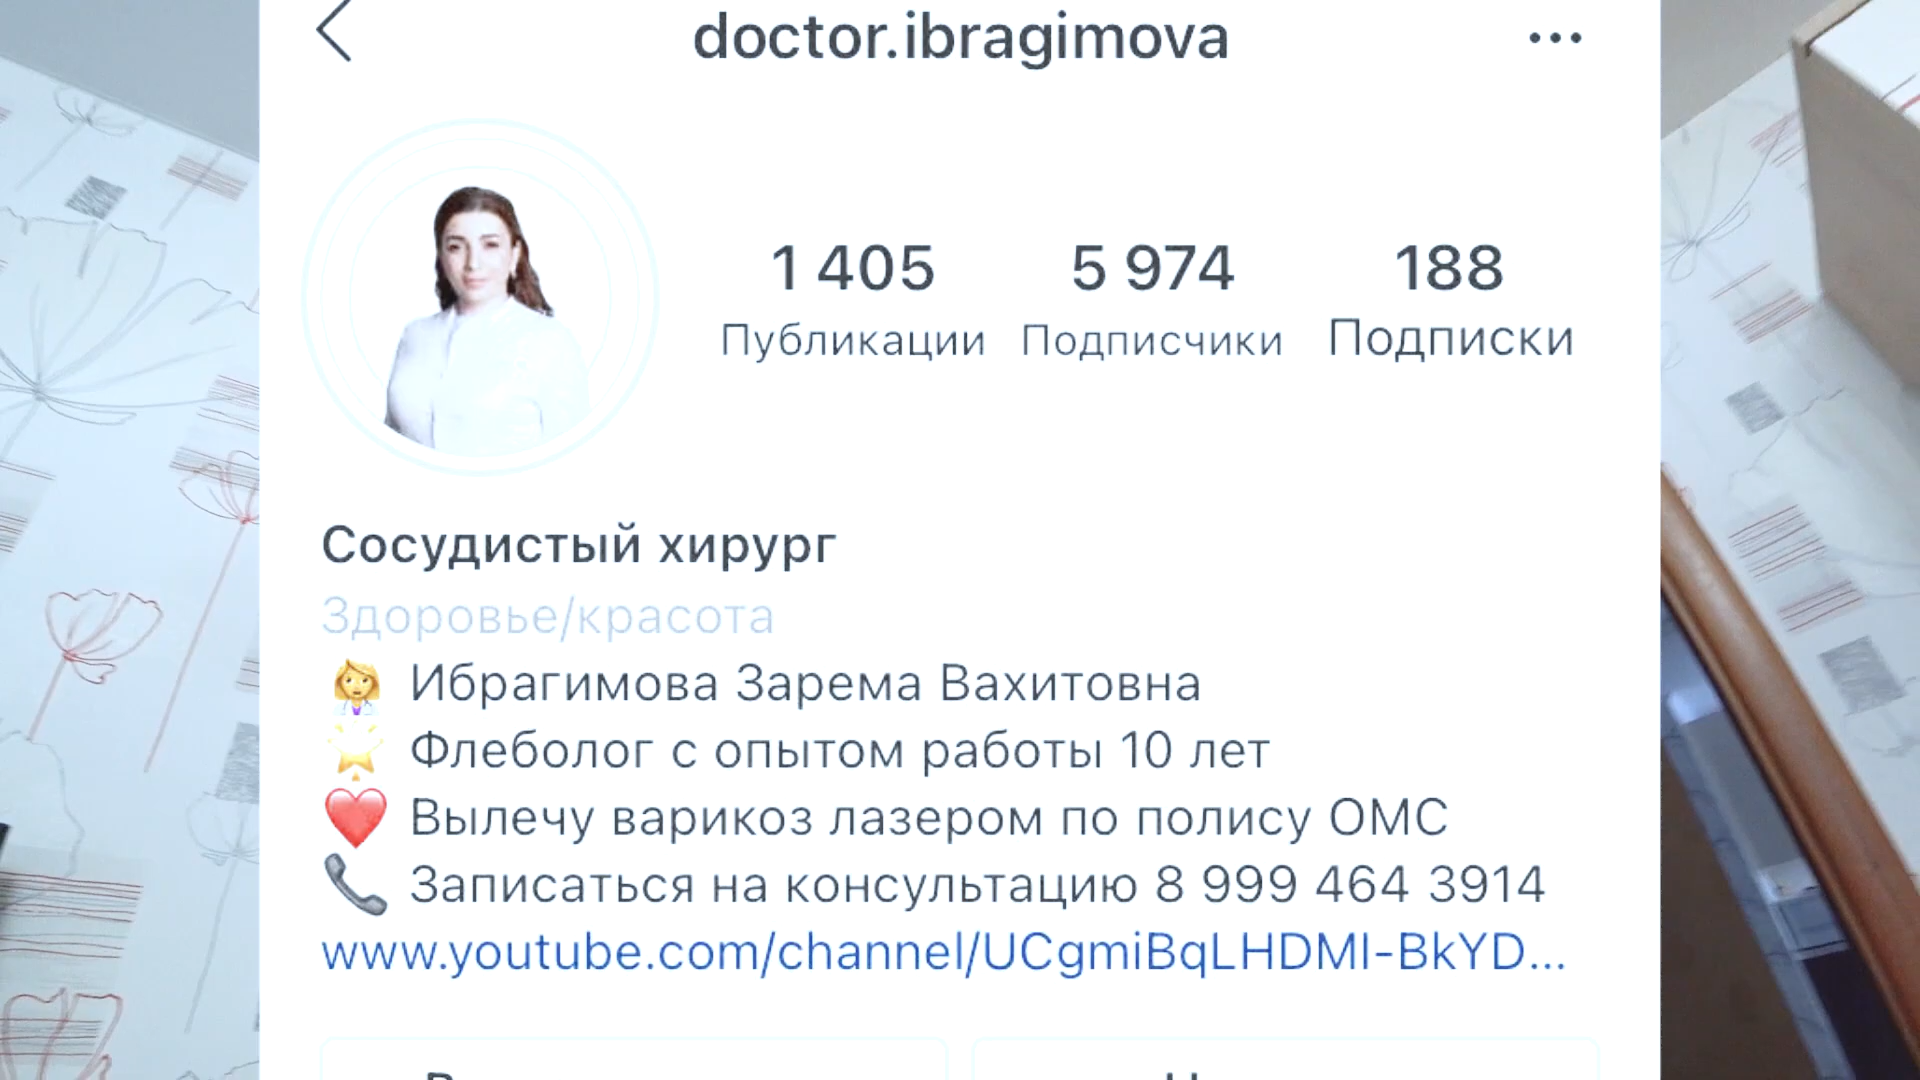 doctor.ibragimova
1 405 5 974 188
Публикации Подписчики Подписки
Сосудистый хирург
Здоровье/красота
Ибрагимова Зарема Вахитовна
Флеболог с опытом работы 10 лет
Вылечу варикоз лазером по полису ОМС
Записаться на консультацию 8 999 464 3914
www.youtube.com/channel/UCgmiBqLHDMI-BkYD...